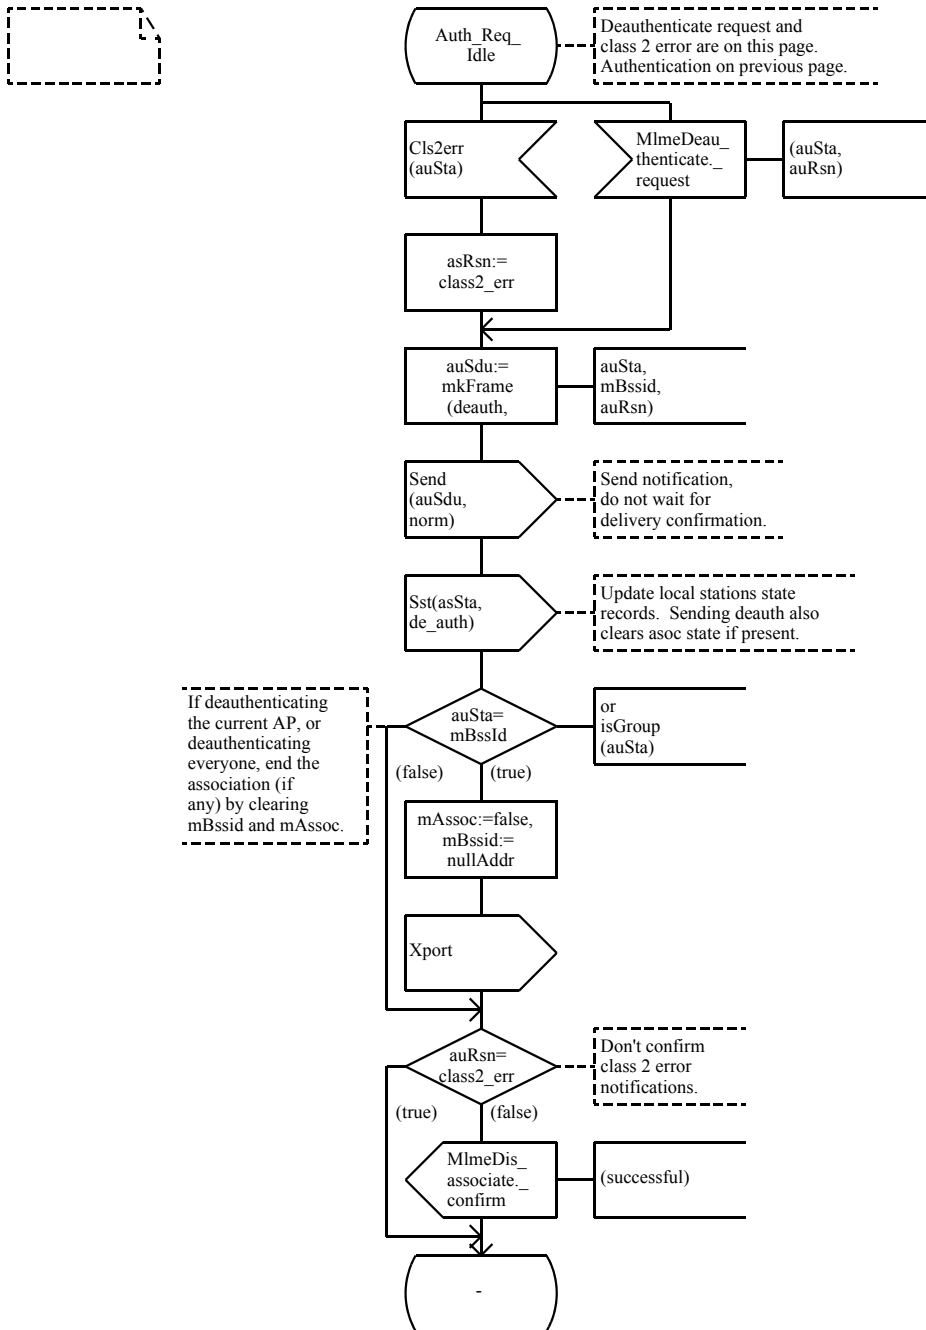 Auth_Req_
Idle
Deauthenticate request and
class 2 error are on this page.
Authentication on previous page.
Cls2err
(auSta)
MlmeDeau_
thenticate._
request
(auSta,
auRsn)
asRsn:=
class2_err
auSdu:=
mkFrame
(deauth,
auSta,
mBssid,
auRsn)
Send
(auSdu,
norm)
Send notification,
do not wait for
delivery confirmation.
Sst(asSta,
de_auth)
Update local stations state
records.  Sending deauth also
clears asoc state if present.
If deauthenticating
the current AP, or
deauthenticating
everyone, end the
association (if
any) by clearing
mBssid and mAssoc.
auSta=
mBssId
or
isGroup
(auSta)
(false)
(true)
mAssoc:=false,
mBssid:=
nullAddr
Xport
auRsn=
class2_err
Don't confirm
class 2 error
notifications.
(true)
(false)
MlmeDis_
associate._
confirm
(successful)
-